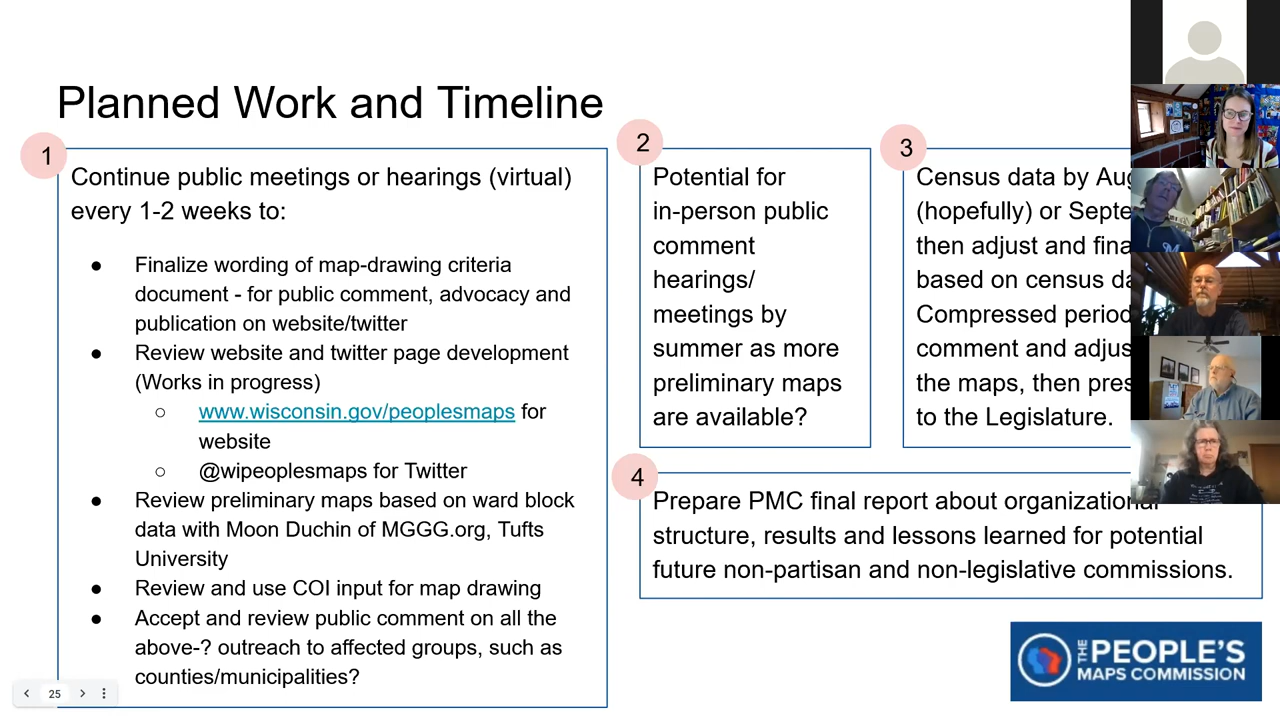 Planned Work and Timeline
1
Continue public meetings or hearings (virtual)
every 1-2 weeks to:
● Finalize wording of map-drawing criteria
document - for public comment, advocacy and
publication on website/twitter
● Review website and twitter page development
(Works in progress)
○ www.wisconsin.gov/peoplesmaps for
website
○ @wipeoplesmaps for Twitter
● Review preliminary maps based on ward block
data with Moon Duchin of MGGG.org, Tufts
University
● Review and use COI input for map drawing
● Accept and review public comment on all the
above-? outreach to affected groups, such as
counties/municipalities?
2
Potential for
in-person public
comment
hearings/
meetings by
summer as more
preliminary maps
are available?
3
Census data by Aug
(hopefully) or Septe
then adjust and fina
based on census da
Compressed period
comment and adjus
the maps, then pres
to the Legislature.
4
Prepare PMC final report about organizational
structure, results and lessons learned for potential
future non-partisan and non-legislative commissions.
THE PEOPLE'S
MAPS COMMISSION
25